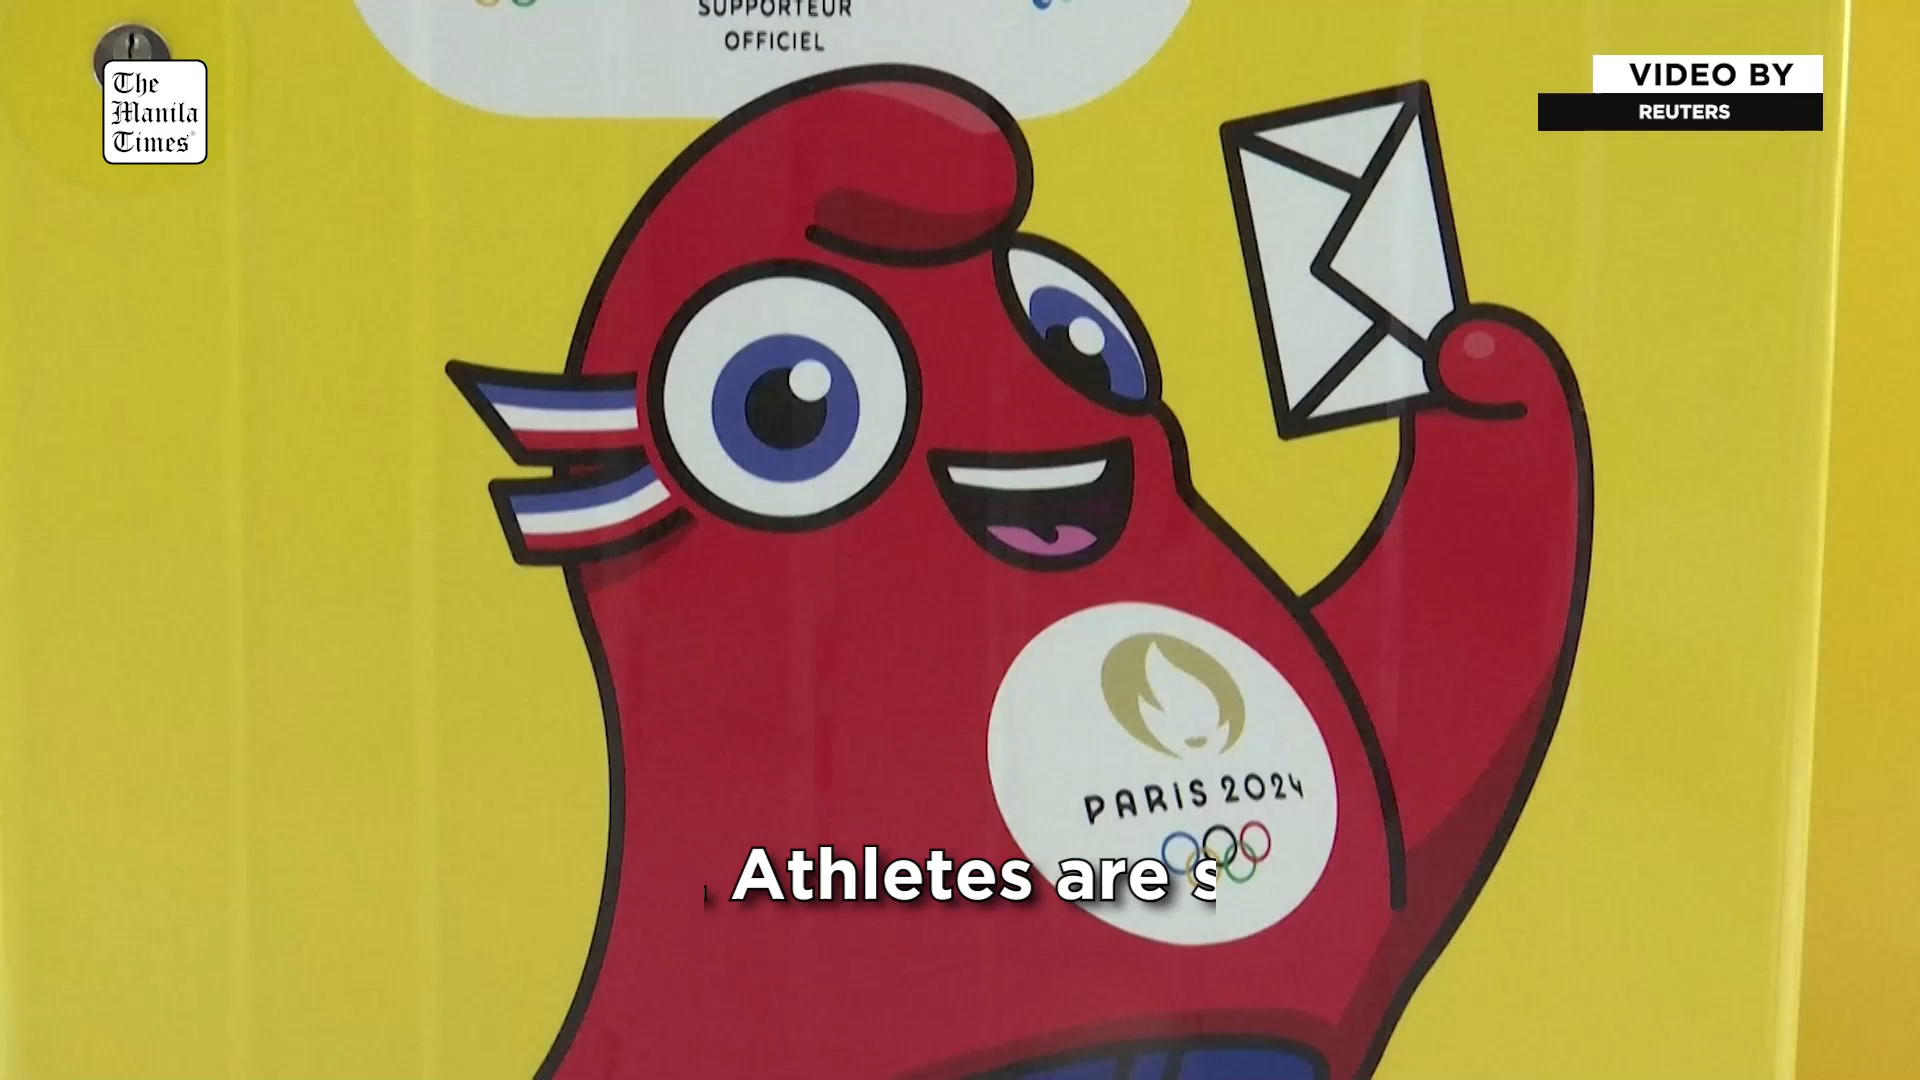 SUPPORTEUR
OFFICIEL
The
Manila
Times
VIDEO BY
REUTERS
PARIS 2024
Athletes are s